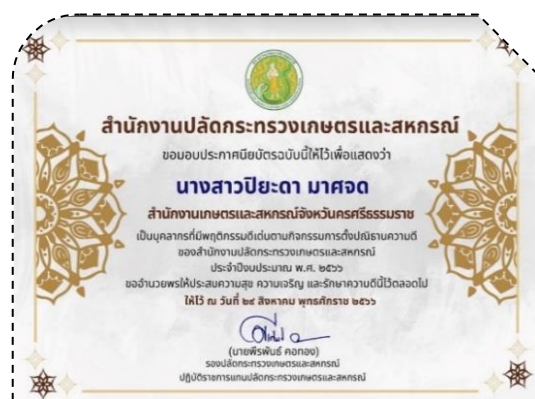 สำนักงานปลัดกระทรวงเกษตรและสหกรณ์
ขอมอบประกาศนียบัตรฉบับนี้ให้ไว้เพื่อแสดงว่า
นางสาวปิยะดา มาศจด
สำนักงานเกษตรและสหกรณ์จังหวัดนครศรีธรรมราช
เป็นบุคลากรที่มีพฤติกรรมดีเด่นตามกิจกรรมการตั้งปณิธานความดี
ของสำนักงานปลัดกระทรวงเกษตรและสหกรณ์
ประจำปีงบประมาณ พ.ศ. ๒๕๖๖
ขออำนวยพรให้ประสบความสุข ความเจริญ และรักษาความดีนี้ไว้ตลอดไป
ให้ไว้ ณ วันที่ ๒๙ สิงหาคม พุทธศักราช ๒๕๖๖
(นายพีรพันธ์ คอทอง)
รองปลัดกระทรวงเกษตรและสหกรณ์
ปฏิบัติราชการแทนปลัดกระทรวงเกษตรและสหกรณ์